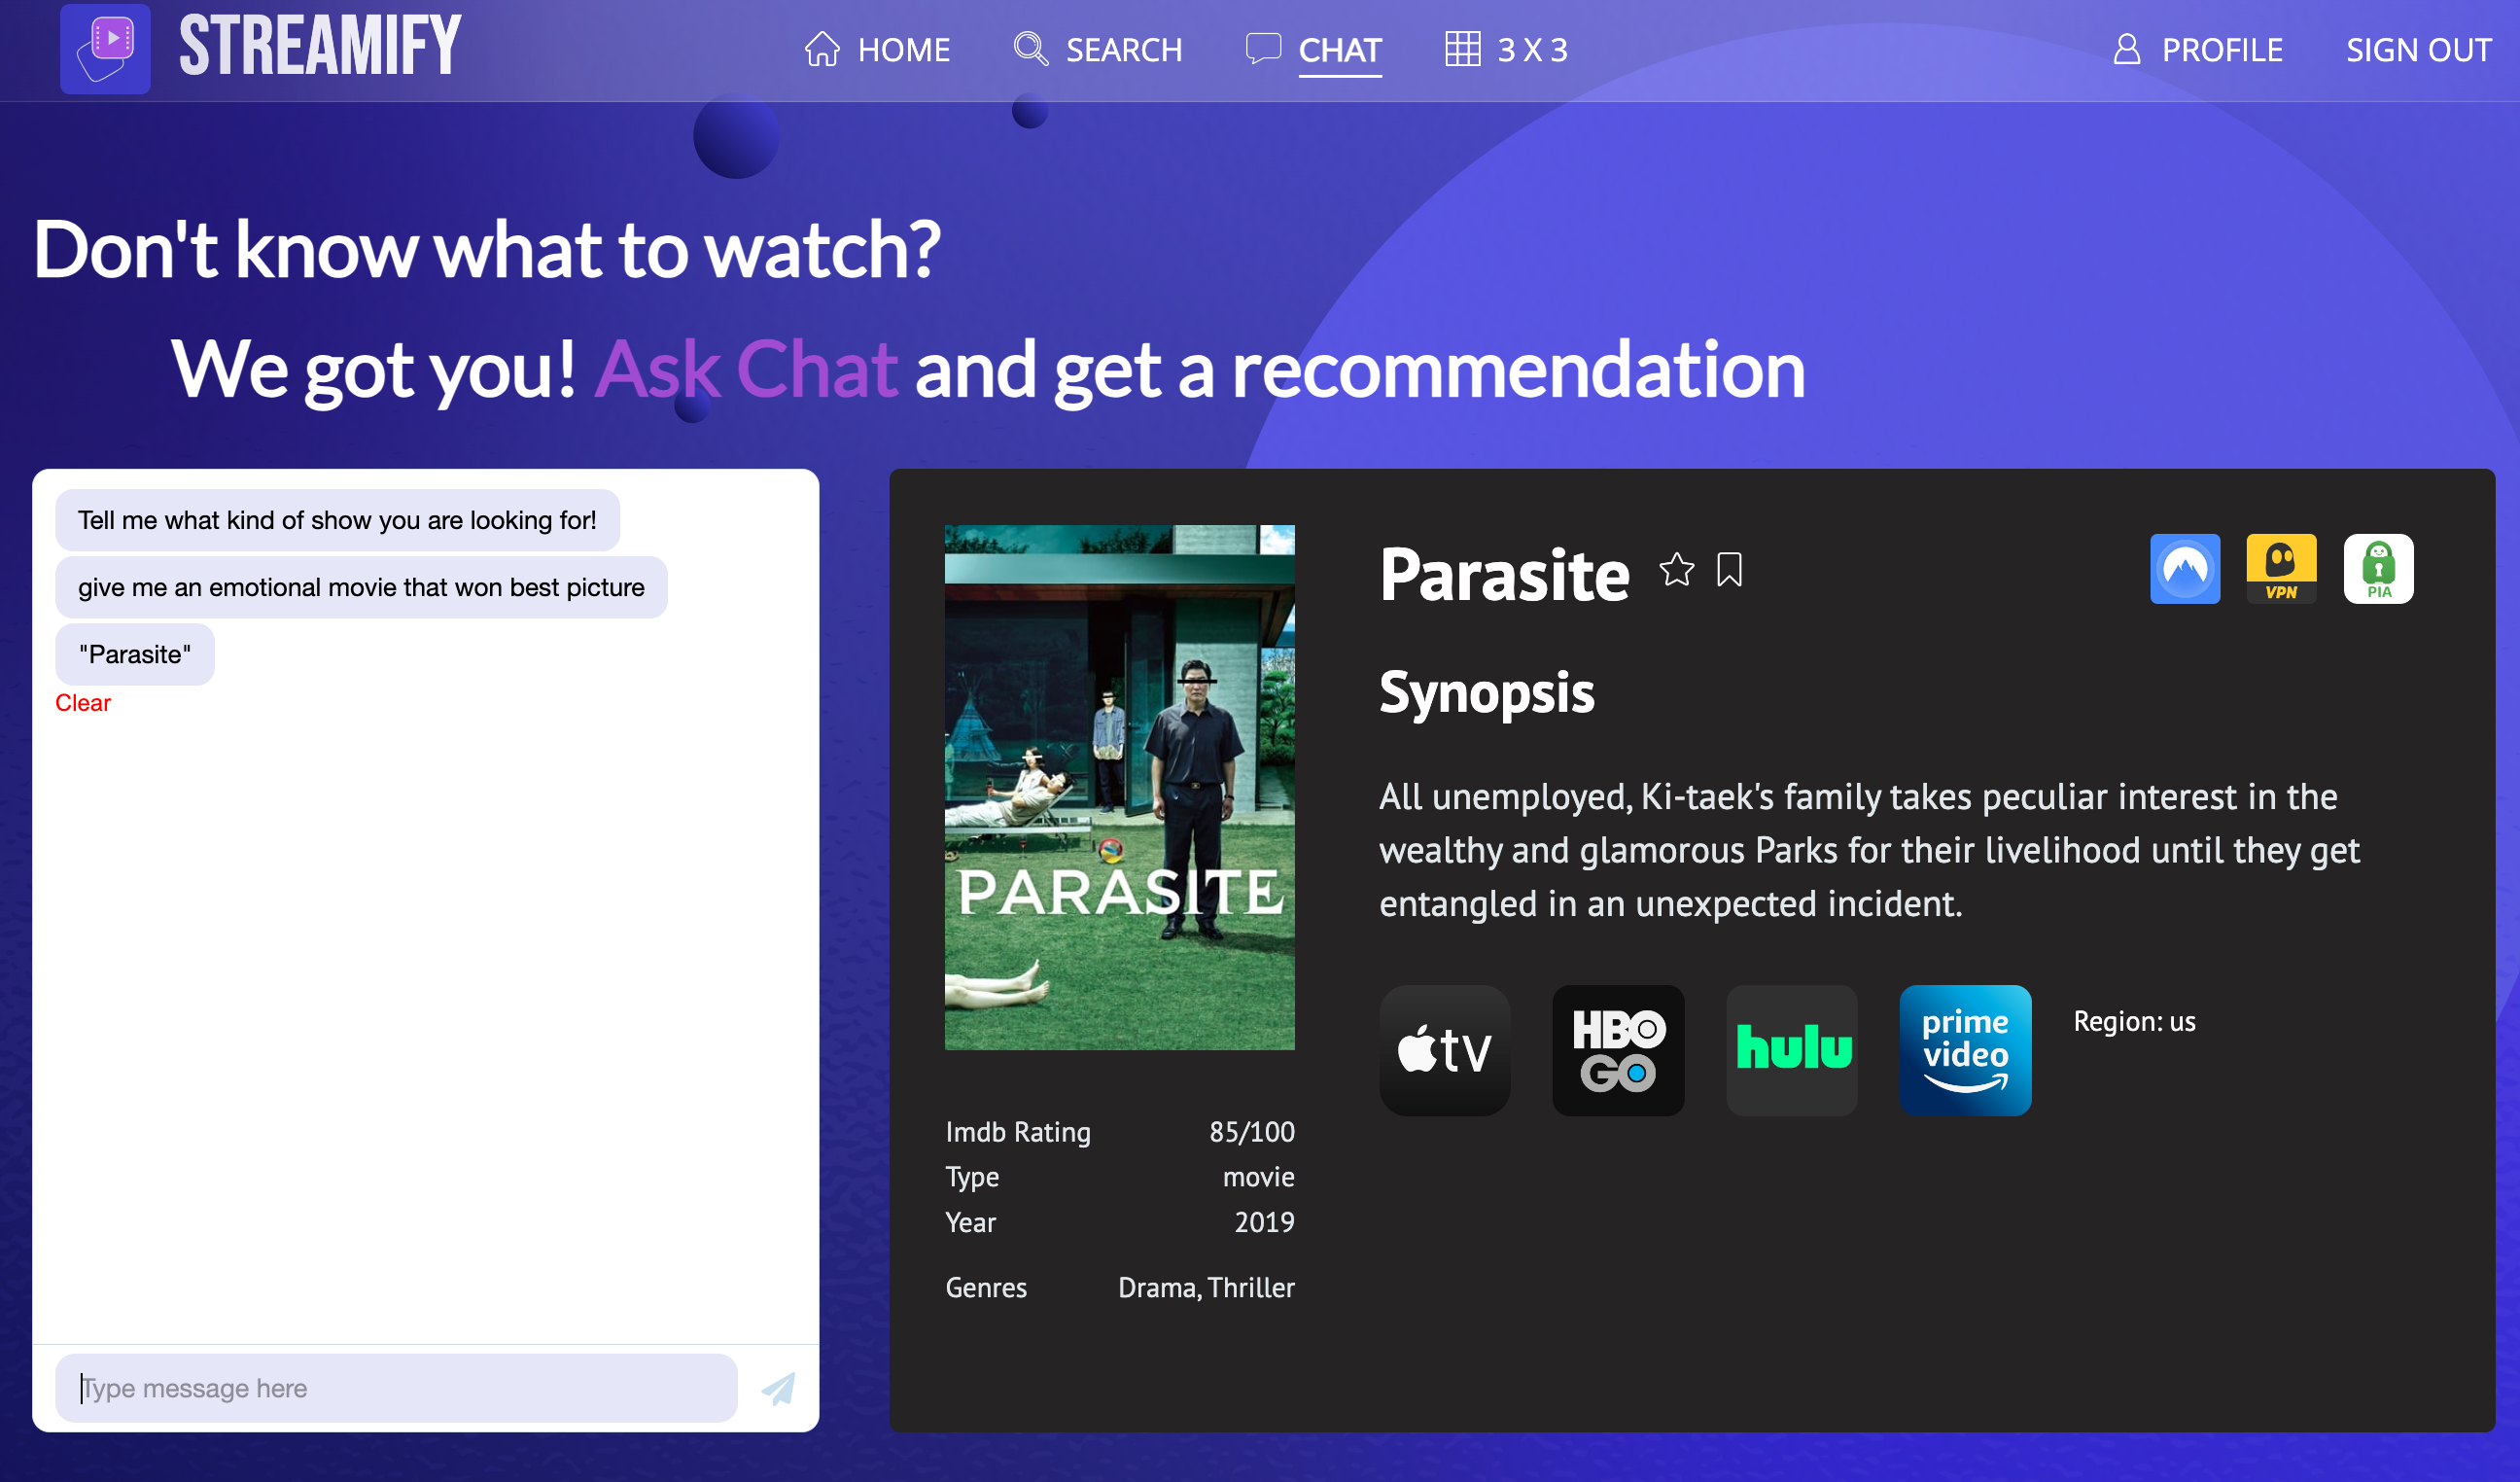 STREAMIFY
HOME
SEARCH
CHAT
3 X 3
PROFILE
SIGN OUT
Don't know what to watch?
We got you! Ask Chat and get a recommendation
Tell me what kind of show you are looking for!
give me an emotional movie that won best picture
"Parasite"
Clear
Type message here
PARASITE
Imdb Rating 85/100
Type movie
Year 2019
Genres Drama, Thriller
Parasite
VPN
PIA
Synopsis
All unemployed, Ki-taek's family takes peculiar interest in the
wealthy and glamorous Parks for their livelihood until they get
entangled in an unexpected incident.
tv
HBO
GO
hulu
prime
video
Region: us